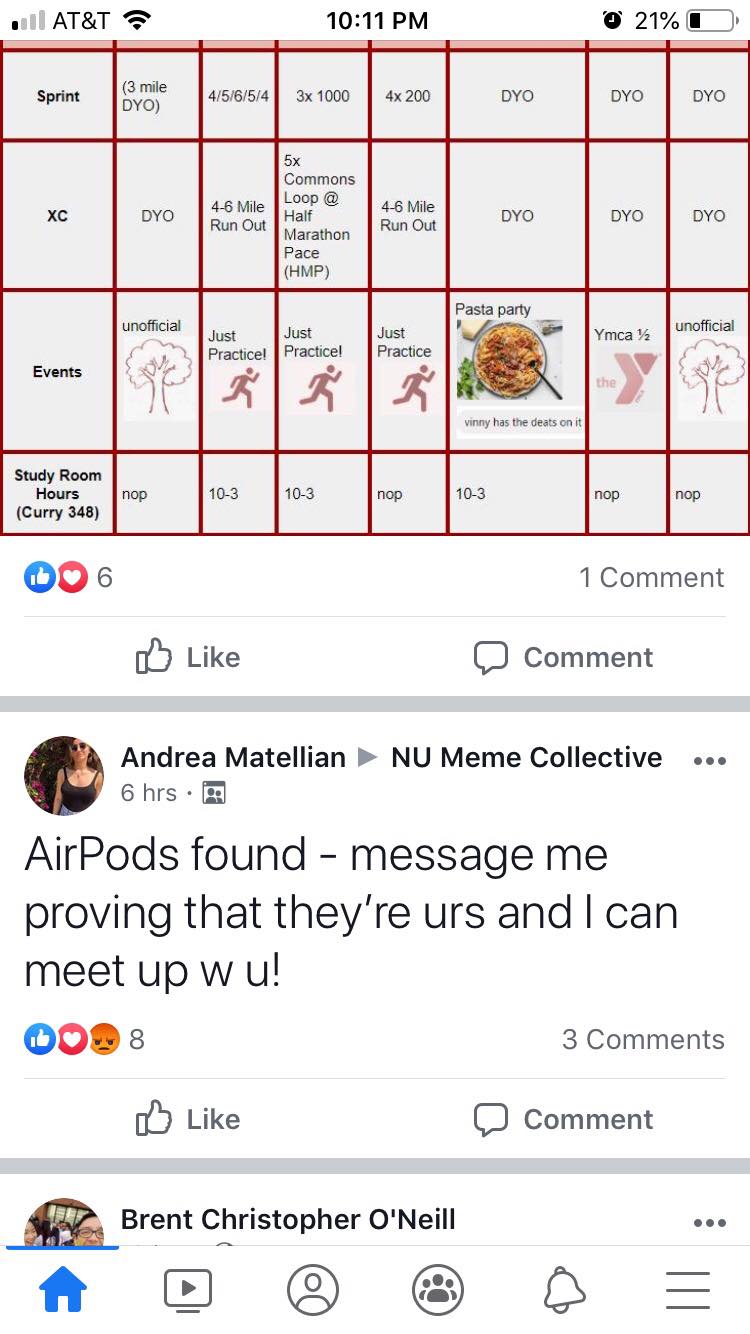 AT&T
10:11 PM
21%
Sprint
(3 mile
DYO)
4/5/6/5/4
3x 1000
4x 200
DYO
DYO
DYO
XC
DYO
4-6 Mile
Run Out
5x
Commons
Loop @
Half
Marathon
Pace
(HMP)
4-6 Mile
Run Out
DYO
DYO
DYO
Events
unofficial
Just
Practice!
Just
Practice!
Just
Practice
Pasta party
vinny has the deats on it
Ymca ½
the
unofficial
Study Room
Hours
(Curry 348)
nop
10-3
10-3
nop
10-3
nop
nop
6
1 Comment
Like
Comment
Andrea Matellian ▶ NU Meme Collective
6 hrs ·
AirPods found - message me
proving that they're urs and I can
meet up w u!
8
3 Comments
Like
Comment
Brent Christopher O'Neill